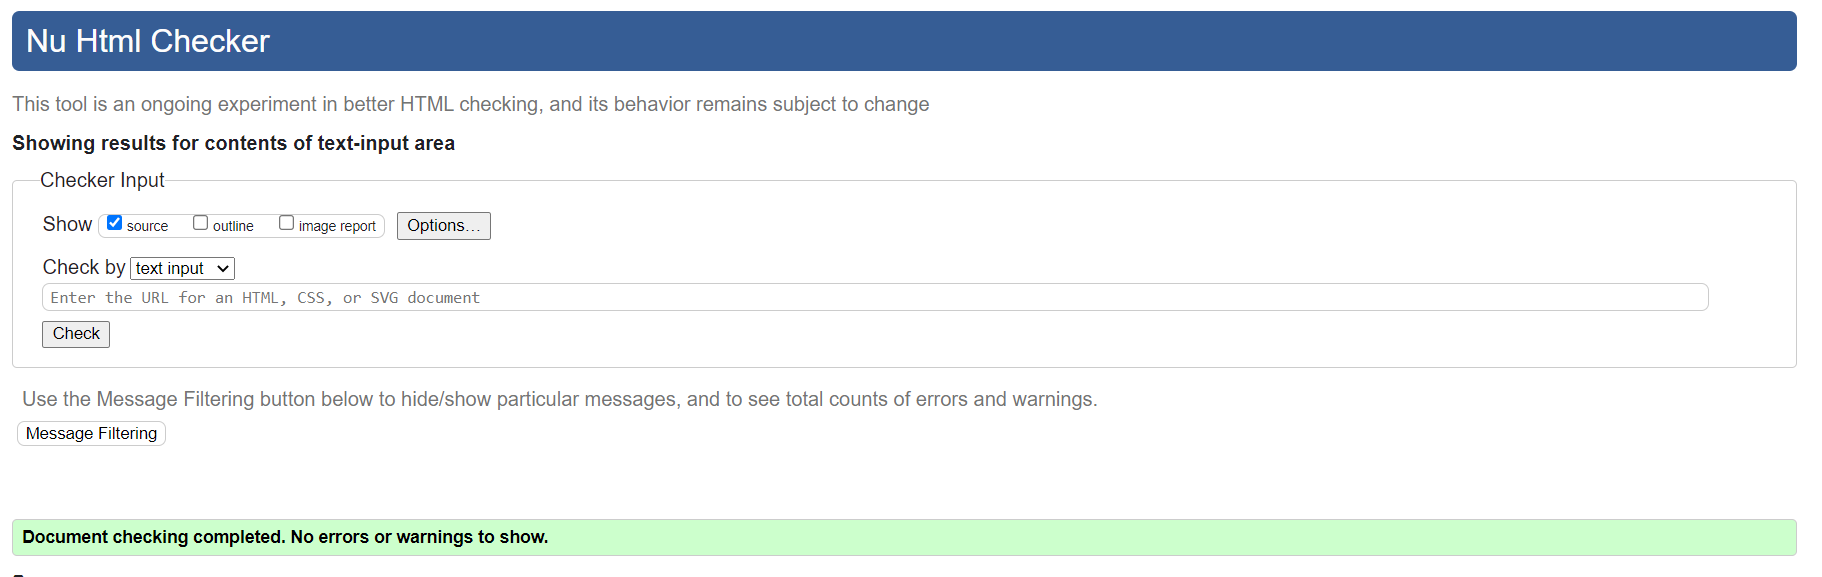 Nu Html Checker
This tool is an ongoing experiment in better HTML checking, and its behavior remains subject to change
Showing results for contents of text-input area
Checker Input
Show source outline image report Options...
Check by text input
Enter the URL for an HTML, CSS, or SVG document
Check
Use the Message Filtering button below to hide/show particular messages, and to see total counts of errors and warnings.
Message Filtering
Document checking completed. No errors or warnings to show.